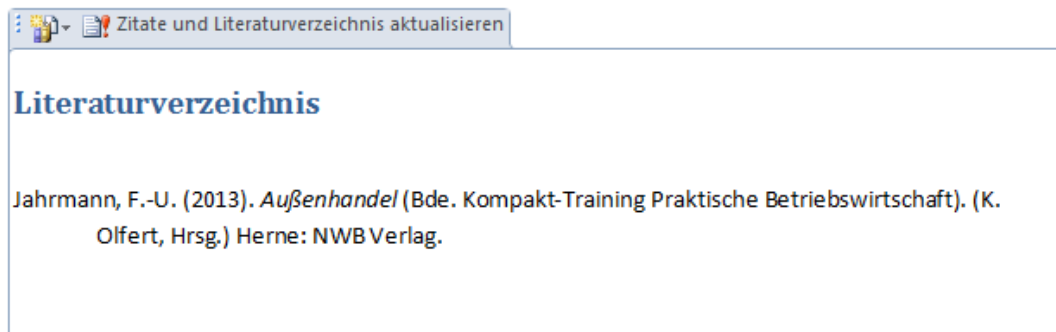 Zitate und Literaturverzeichnis aktualisieren
Literaturverzeichnis
Jahrmann, F.-U. (2013). Außenhandel (Bde. Kompakt-Training Praktische Betriebswirtschaft). (K.
Olfert, Hrsg.) Herne: NWB Verlag.